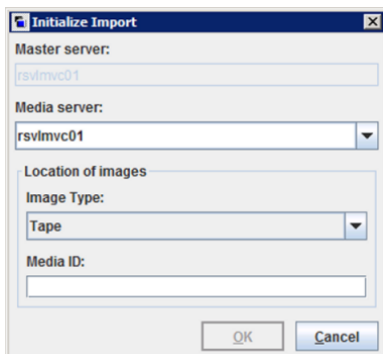 Initialize Import
Master server:
rsvlmvc01
Media server:
rsvlmvc01
Location of images
Image Type:
Tape
Media ID:
OK
Cancel